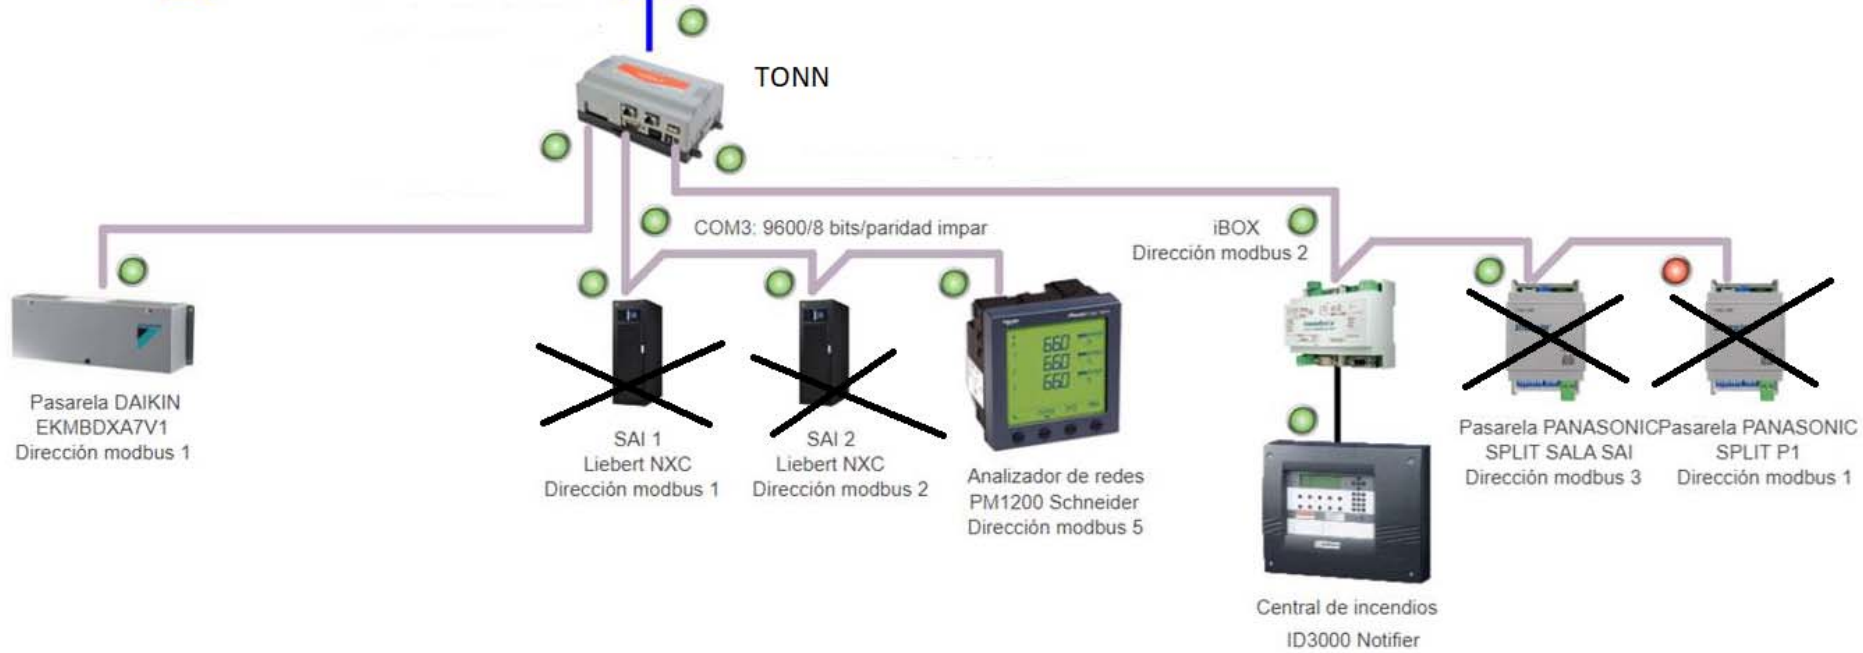 TONN
COM3: 9600/8 bits/paridad impar
iBOX
Dirección modbus 2
Pasarela DAIKIN
EKMBDXA7V1
Dirección modbus 1
SAI 1
Liebert NXC
Dirección modbus 1
SAI 2
Liebert NXC
Dirección modbus 2
660
660
660
Analizador de redes
PM1200 Schneider
Dirección modbus 5
Central de incendios
ID3000 Notifier
Pasarela PANASONIC
SPLIT SALA SAI
Dirección modbus 3
Pasarela PANASONIC
SPLIT P1
Dirección modbus 1